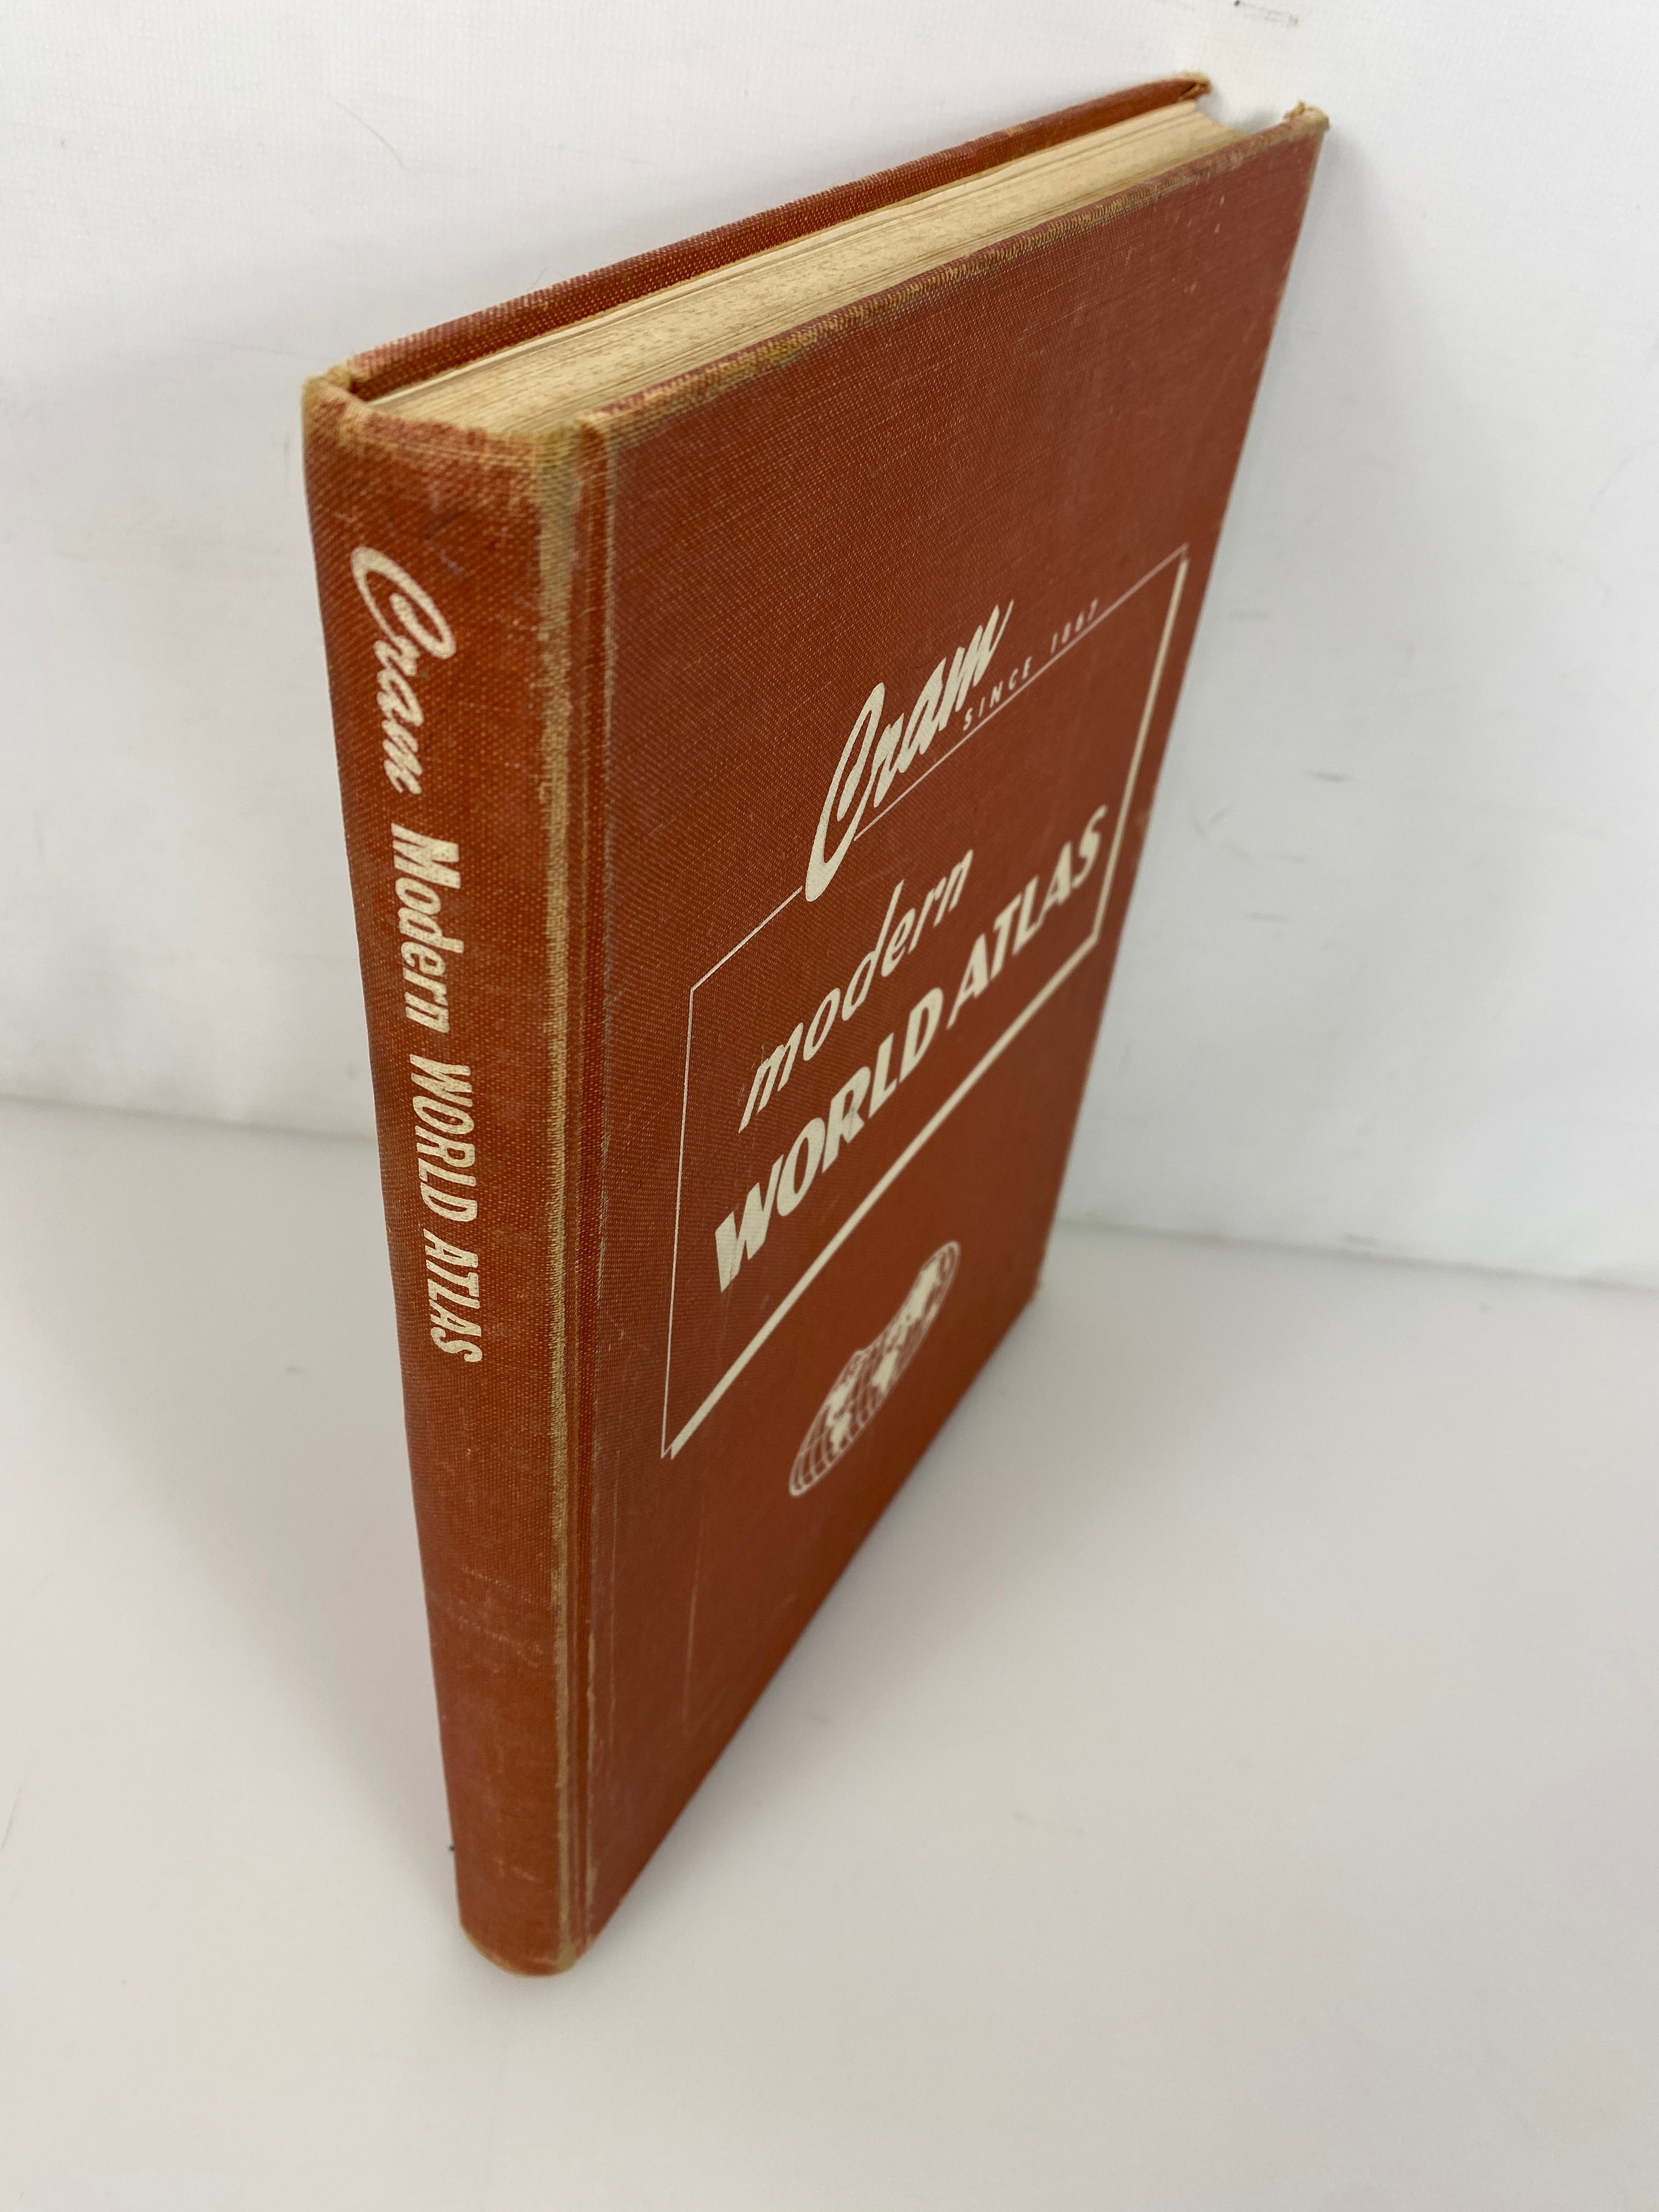 Cram Modern WORLD ATLAS
Cram
SINCE 1867
modern
WORLD ATLAS